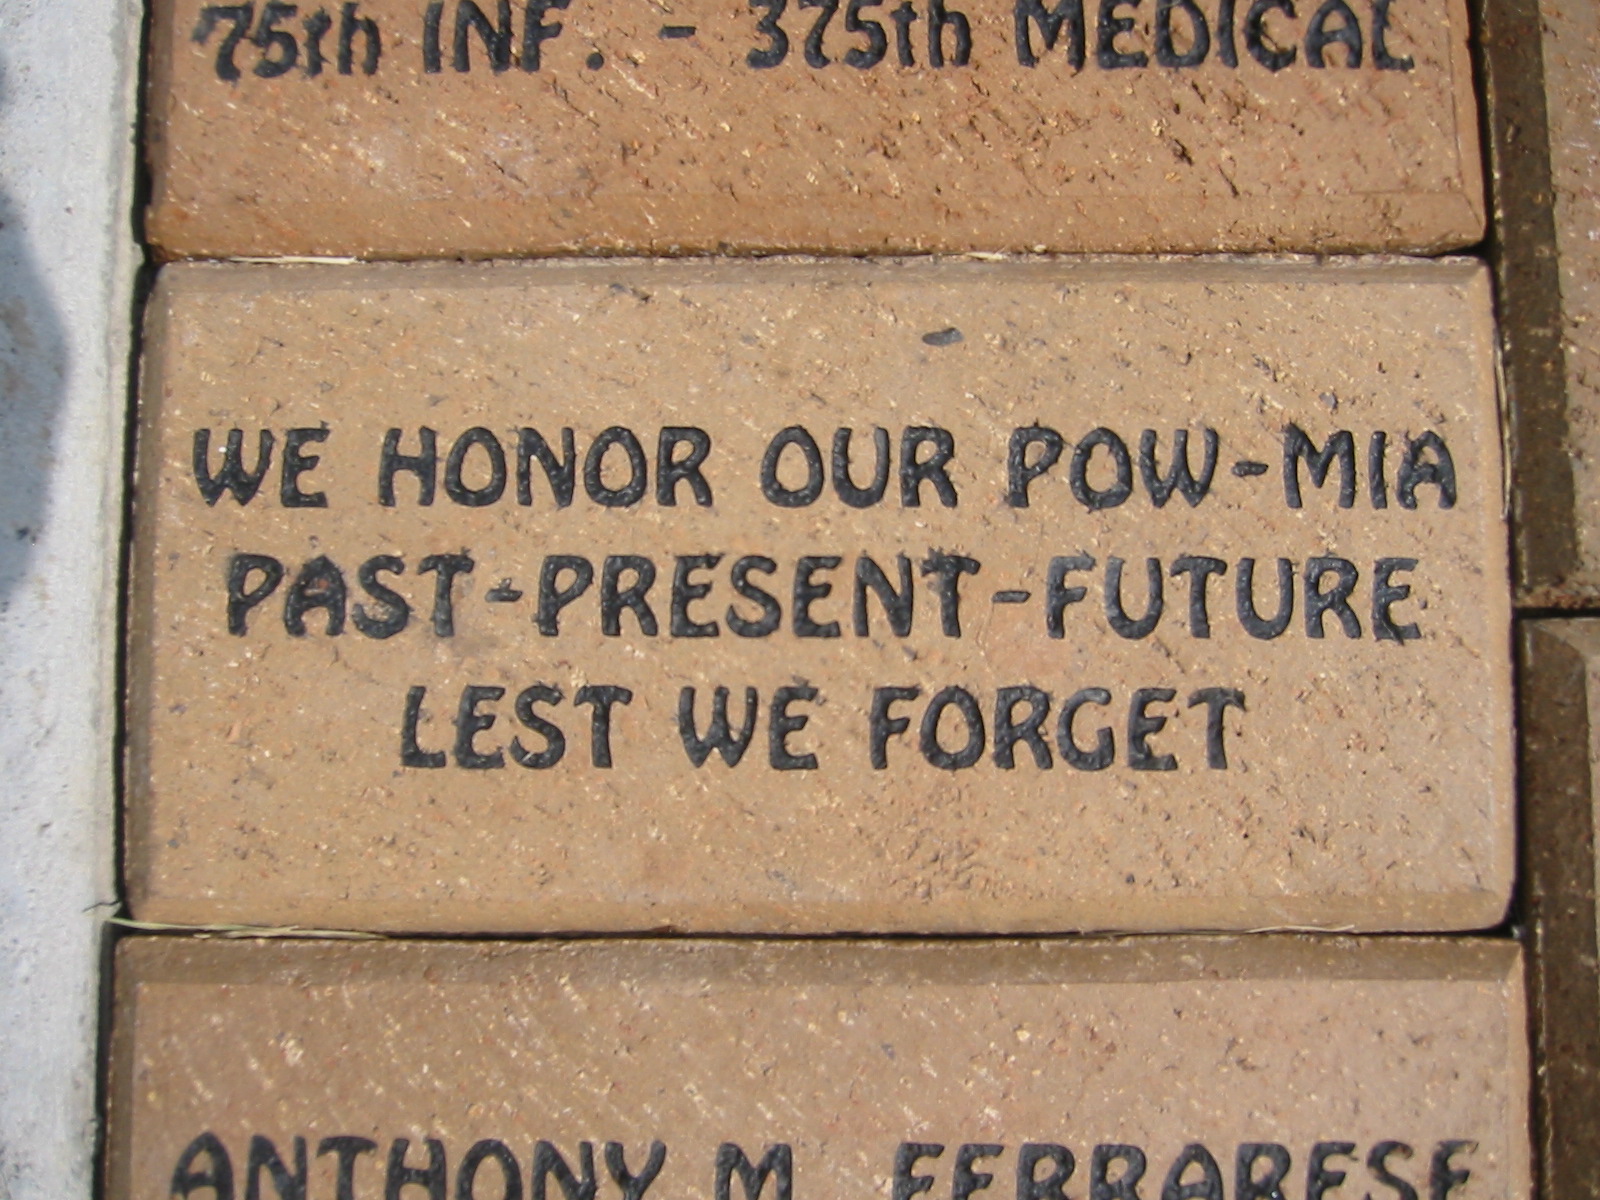 75th INF. - 375th MEDICAL
WE HONOR OUR POW-MIA
PAST-PRESENT-FUTURE
LEST WE FORGET
ANTHONY M. FERRARESE